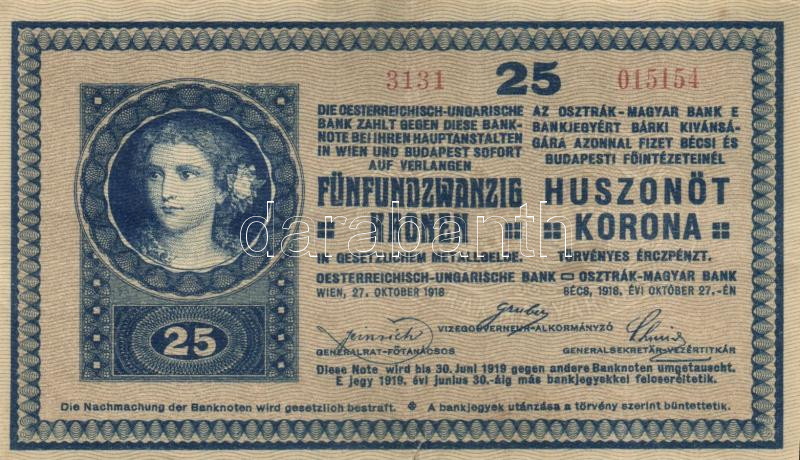 3131 25 015154
DIE OESTERREICHISCH-UNGARISCHE
BANK ZAHLT GEGEN DIESE BANK-
NOTE BEI IHREN HAUPTANSTALTEN
IN WIEN UND BUDAPEST SOFORT
AUF VERLANGEN
FÜNFUNDZWANZIG
KRONEN
IN GESETZLICHEM METALLGELDE.
OESTERREICHISCH-UNGARISCHE BANK
WIEN, 27. OKTOBER 1918
AZ OSZTRÁK-MAGYAR BANK E
BANKJEGYÉRT BÁRKI KIVÁNSÁ-
GÁRA AZONNAL FIZET BÉCSI ÉS
BUDAPESTI FŐINTÉZETEINÉL
HUSZONÖT
KORONA
TÖRVÉNYES ÉRCZPÉNZT.
OSZTRÁK-MAGYAR BANK
BÉCS, 1918. ÉVI OKTÓBER 27.-ÉN
darabanth
Gruber
VIZEGOUVERNEUR-ALKORMÁNYZÓ
GENERALRAT-FŐTANÁCSOS
GENERALSEKRETÄR-VEZÉRTITKÁR
25
Diese Note wird bis 30. Juni 1919 gegen andere Banknoten umgetauscht.
E jegy 1919. évi junius 30.-áig más bankjegyekkel felcseréltetik.
Die Nachmachung der Banknoten wird gesetzlich bestraft. A bankjegyek utánzása a törvény szerint büntettetik.